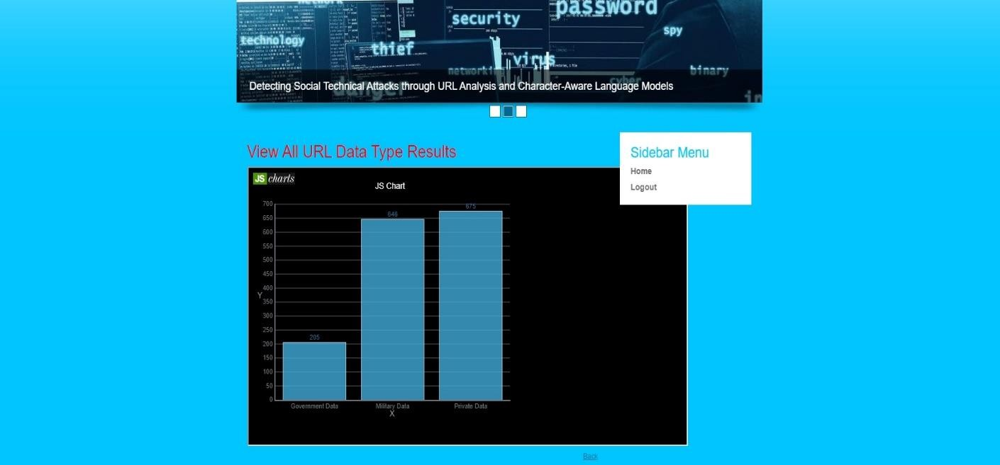 network
password
security
spy
technology
thief
virus
binary
cyber
danger
Detecting Social Technical Attacks through URL Analysis and Character-Aware Language Models
View All URL Data Type Results
Sidebar Menu
Home
Logout
JS charts
JS Chart
700
650
600
550
500
450
400
350
300
250
200
150
100
50
0
Y
205
646
675
Government Data
Military Data
Private Data
X
Back